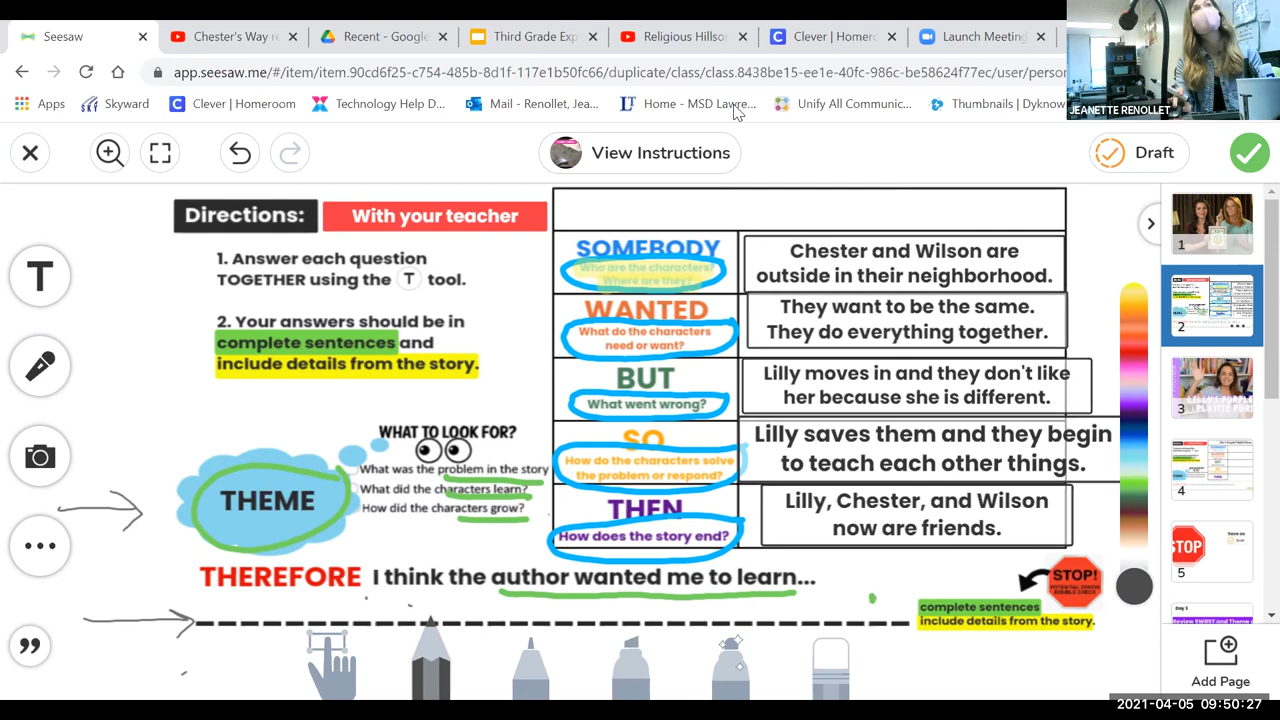 Seesaw
Chester's Way re
Recent - Google
Third Grade Exp
Religious Hillso
Clever | Homerc
Launch Meeting
app.seesaw.me/#/item/item.90cd6f25-c754-485b-8d1f-117e1b50fc66/duplicate/class/class.8438be15-ee1e-40fc-986c-be58624f77ec/user/person
Apps
Skyward
Clever | Homeroom
Technology Help D...
Mail - Renollet, Jea...
Home - MSD Lawre...
Unify All Communic...
Thumbnails | Dyknow
JEANETTE RENOLLET
View Instructions
Draft
Directions:
With your teacher
1. Answer each question
TOGETHER using the T tool.
2. Your answers should be in
complete sentences and
include details from the story.
SOMEBODY
Who are the characters?
Where are they?
Chester and Wilson are
outside in their neighborhood.
WANTED
What do the characters
need or want?
They want to be the same.
They do everything together.
BUT
What went wrong?
Lilly moves in and they don't like
her because she is different.
SO
How do the characters solve
the problem or respond?
Lilly saves them and they begin
to teach each other things.
THEN
How does the story end?
Lilly, Chester, and Wilson
now are friends.
WHAT TO LOOK FOR?
What was the problem in the story
What did the characters learn?
How did the characters grow?
THEME
THEREFORE I think the author wanted me to learn...
STOP!
complete sentences
include details from the story.
T
1
2
3
4
5
STOP
Day 3
Review SWBST and Theme
Add Page
2021-04-05 09:50:27